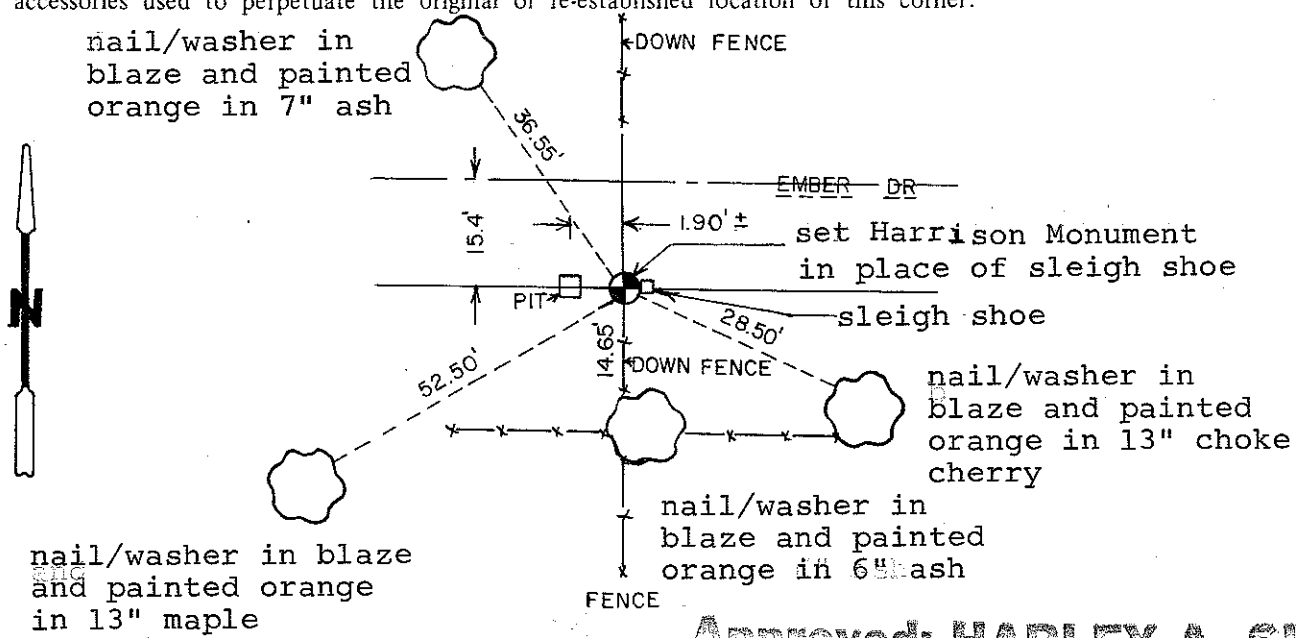 accessories used to perpetuate the original or re-established location of this corner.
nail/washer in
blaze and painted
orange in 7" ash
DOWN FENCE
36.55'
EMBER DR
15.4'
1.90' ±
set Harrison Monument
in place of sleigh shoe
N
PIT
sleigh shoe
28.50'
14.65'
DOWN FENCE
52.50'
nail/washer in
blaze and painted
orange in 13" choke
cherry
nail/washer in
blaze and painted
orange in 6" ash
nail/washer in blaze
and painted orange
in 13" maple
FENCE
Approved: HARLEY A.